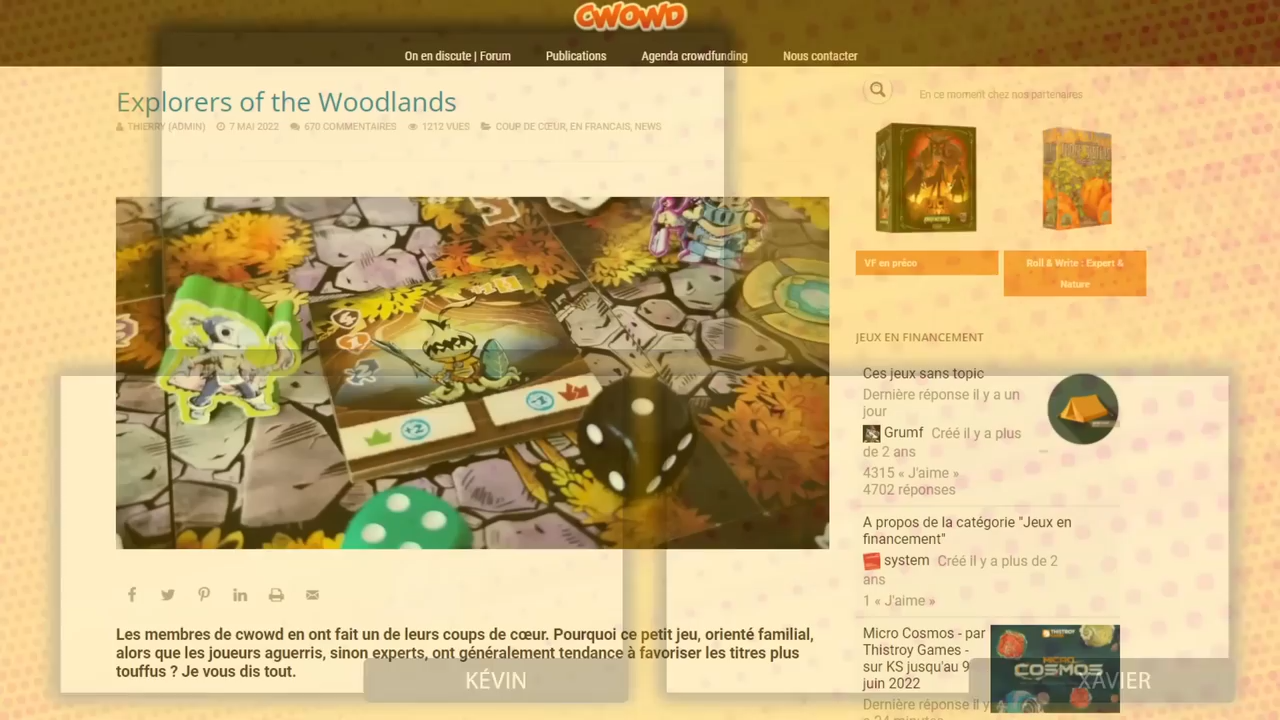 CWOWD
On en discute | Forum Publications Agenda crowdfunding Nous contacter
Explorers of the Woodlands
THIERRY (ADMIN) 7 MAI 2022 670 COMMENTAIRES 1212 VUES COUP DE CŒUR, EN FRANCAIS, NEWS
En ce moment chez nos partenaires
VF en préco
Roll & Write : Expert &
Nature
JEUX EN FINANCEMENT
Ces jeux sans topic
Dernière réponse il y a un
jour
Grumf Créé il y a plus
de 2 ans
4315 « J'aime »
4702 réponses
A propos de la catégorie "Jeux en
financement"
system Créé il y a plus de 2
ans
1 « J'aime »
Les membres de cwowd en ont fait un de leurs coups de cœur. Pourquoi ce petit jeu, orienté familial,
alors que les joueurs aguerris, sinon experts, ont généralement tendance à favoriser les titres plus
touffus ? Je vous dis tout.
Micro Cosmos - par
Thistroy Games -
sur KS jusqu'au 9
juin 2022
MICRO
COSMOS
Dernière réponse il y
KÉVIN
XAVIER
+2
-1